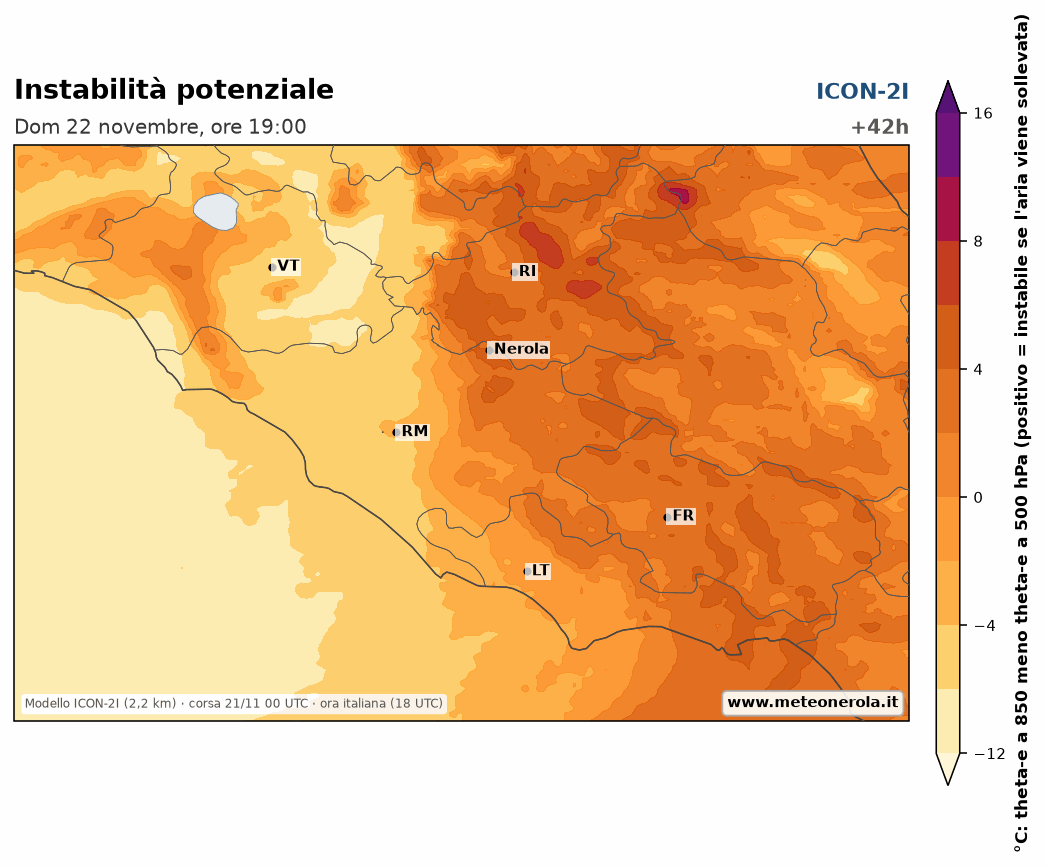 Instabilità potenziale
ICON-2I
Dom 22 novembre, ore 19:00
+42h
VT
RI
Nerola
RM
FR
LT
Modello ICON-2I (2,2 km) · corsa 21/11 00 UTC · ora italiana (18 UTC)
www.meteonerola.it
16
8
4
0
−4
−12
°C: theta-e a 850 meno theta-e a 500 hPa (positivo = instabile se l'aria viene sollevata)